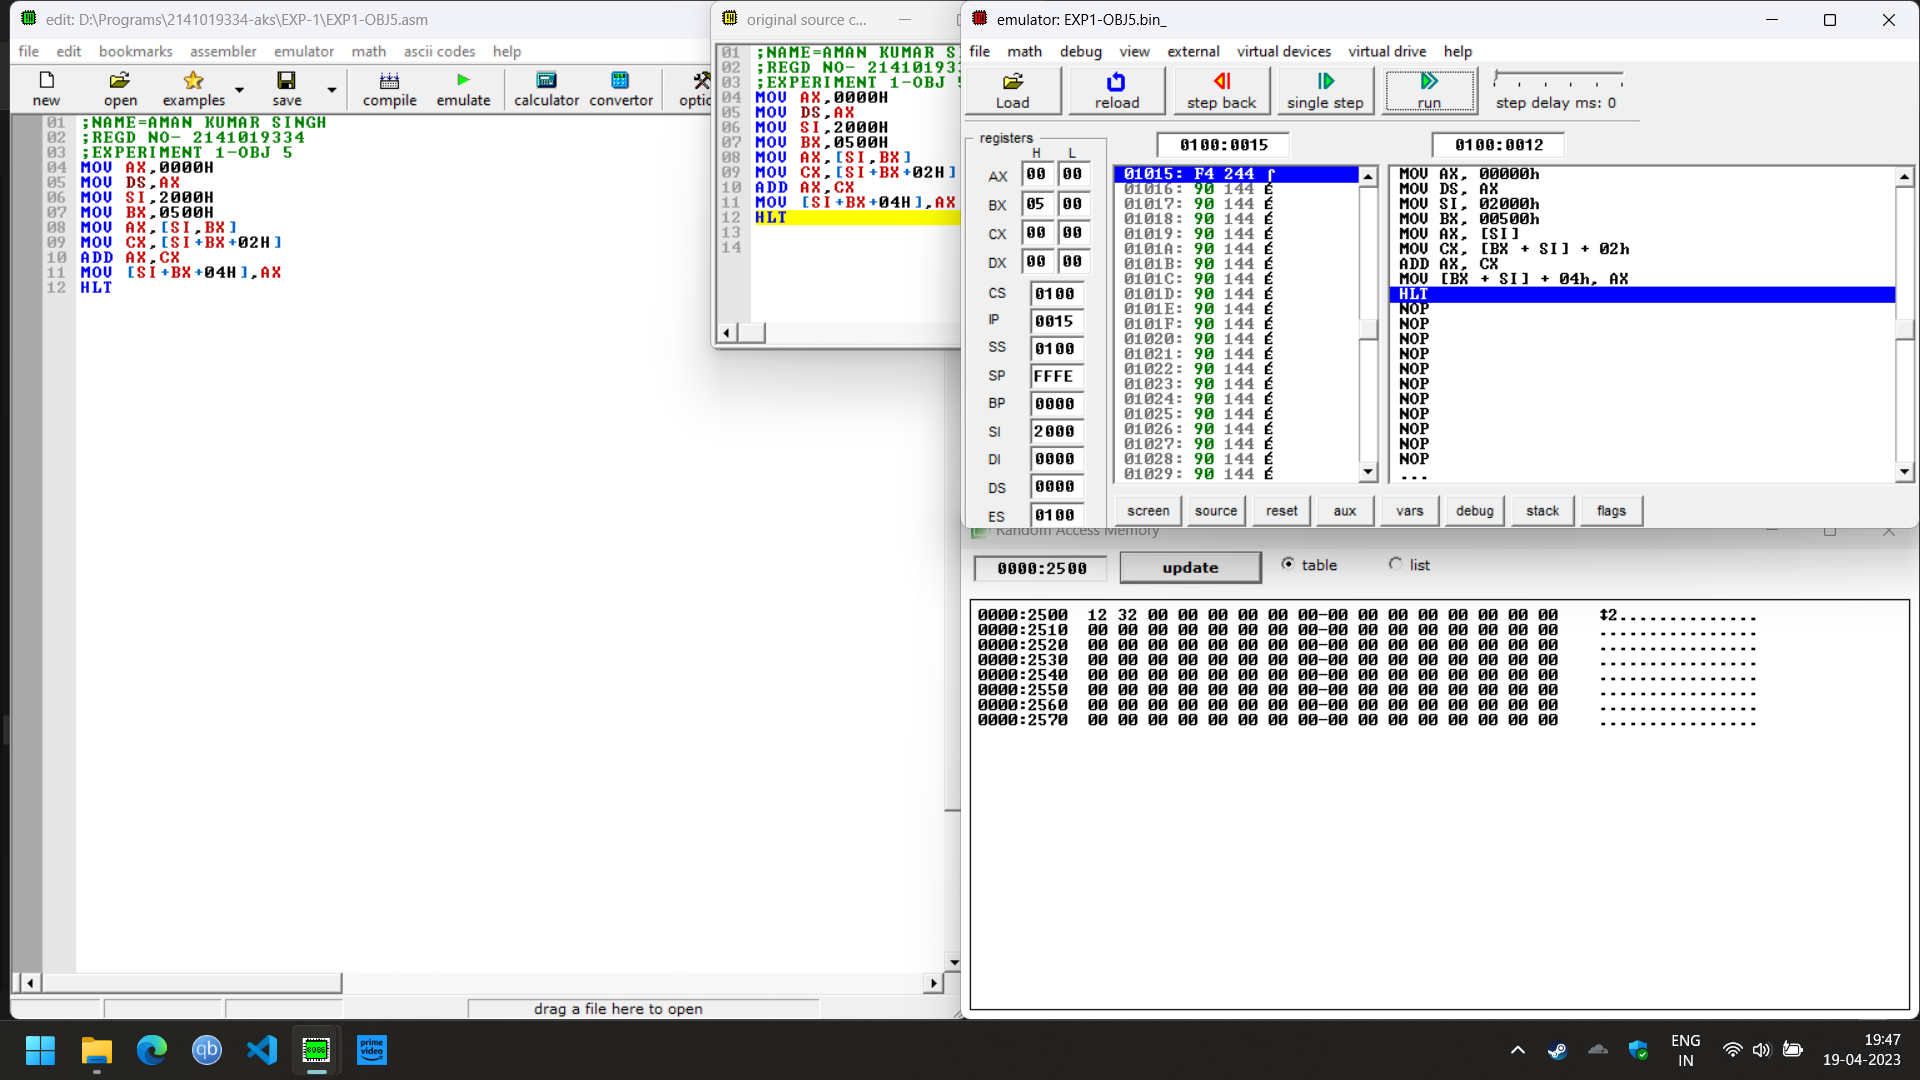 edit: D:\Programs\2141019334-aks\EXP-1\EXP1-OBJ5.asm
file edit bookmarks assembler emulator math ascii codes help
new open examples save compile emulate calculator convertor optic
01 ;NAME=AMAN KUMAR SINGH
02 ;REGD NO- 2141019334
03 ;EXPERIMENT 1-OBJ 5
04 MOV AX,0000H
05 MOV DS,AX
06 MOV SI,2000H
07 MOV BX,0500H
08 MOV AX,[SI,BX]
09 MOV CX,[SI+BX+02H]
10 ADD AX,CX
11 MOV [SI+BX+04H],AX
12 HLT
drag a file here to open
original source c...
01 ;NAME=AMAN KUMAR S
02 ;REGD NO- 21410193
03 ;EXPERIMENT 1-OBJ 5
04 MOV AX,0000H
05 MOV DS,AX
06 MOV SI,2000H
07 MOV BX,0500H
08 MOV AX,[SI,BX]
09 MOV CX,[SI+BX+02H]
10 ADD AX,CX
11 MOV [SI+BX+04H],AX
12 HLT
13
14
emulator: EXP1-OBJ5.bin_
file math debug view external virtual devices virtual drive help
Load reload step back single step run step delay ms: 0
registers
H L
AX 00 00
BX 05 00
CX 00 00
DX 00 00
CS 0100
IP 0015
SS 0100
SP FFFE
BP 0000
SI 2000
DI 0000
DS 0000
ES 0100
0100:0015
01015: F4 244 ⌠
01016: 90 144 É
01017: 90 144 É
01018: 90 144 É
01019: 90 144 É
0101A: 90 144 É
0101B: 90 144 É
0101C: 90 144 É
0101D: 90 144 É
0101E: 90 144 É
0101F: 90 144 É
01020: 90 144 É
01021: 90 144 É
01022: 90 144 É
01023: 90 144 É
01024: 90 144 É
01025: 90 144 É
01026: 90 144 É
01027: 90 144 É
01028: 90 144 É
01029: 90 144 É
0100:0012
MOV AX, 00000h
MOV DS, AX
MOV SI, 02000h
MOV BX, 00500h
MOV AX, [SI]
MOV CX, [BX + SI] + 02h
ADD AX, CX
MOV [BX + SI] + 04h, AX
HLT
NOP
NOP
NOP
NOP
NOP
NOP
NOP
NOP
NOP
NOP
NOP
...
screen source reset aux vars debug stack flags
Random Access Memory
0000:2500 update table list
0000:2500 12 32 00 00 00 00 00 00-00 00 00 00 00 00 00 00 ↕2..............
0000:2510 00 00 00 00 00 00 00 00-00 00 00 00 00 00 00 00 ................
0000:2520 00 00 00 00 00 00 00 00-00 00 00 00 00 00 00 00 ................
0000:2530 00 00 00 00 00 00 00 00-00 00 00 00 00 00 00 00 ................
0000:2540 00 00 00 00 00 00 00 00-00 00 00 00 00 00 00 00 ................
0000:2550 00 00 00 00 00 00 00 00-00 00 00 00 00 00 00 00 ................
0000:2560 00 00 00 00 00 00 00 00-00 00 00 00 00 00 00 00 ................
0000:2570 00 00 00 00 00 00 00 00-00 00 00 00 00 00 00 00 ................
qb
8086
prime
video
ENG
IN
19:47
19-04-2023